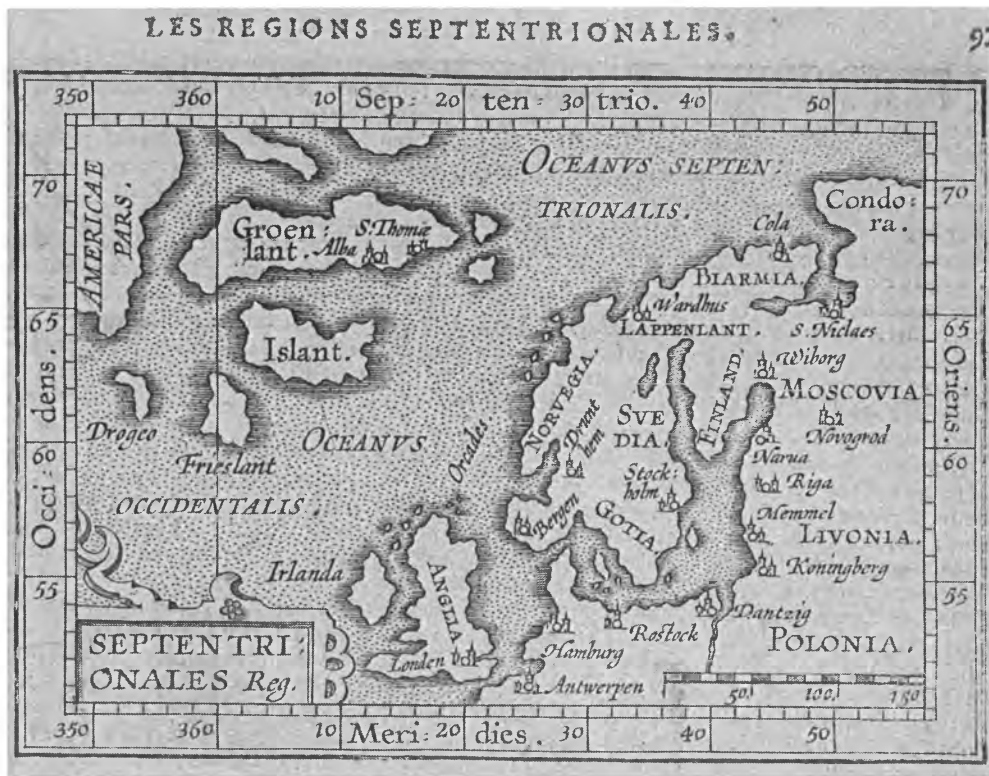 LES REGIONS SEPTENTRIONALES.
92
350 360 10 Sep: 20 ten: 30 trio. 40 50
70
65
Occi: 60 dens.
55
70
65
Oriens.
60
55
AMERICAE
PARS.
OCEANVS SEPTEN:
TRIONALIS.
Condo:
ra.
Groen:
lant.
Alba
S. Thomæ
Cola
BIARMIA.
Wardhus
LAPPENLANT.
S. Niclaes
Islant.
Wiborg
MOSCOVIA
NORVEGIA.
SVE
DIA.
FINLAND.
Novogrod
Drogeo
Frieslant
OCEANVS
OCCIDENTALIS.
Orcades
Drunt
hem
Narua
Riga
Stock:
holm
Bergen
GOTIA.
Memmel
LIVONIA.
Koningberg
Irlanda
ANGLIA
Dantzig
Rostock
Hamburg
POLONIA.
Londen
Antwerpen
SEPTENTRI:
ONALES Reg.
50. 100. 150
350 360 10 Meri: 20 dies. 30 40 50